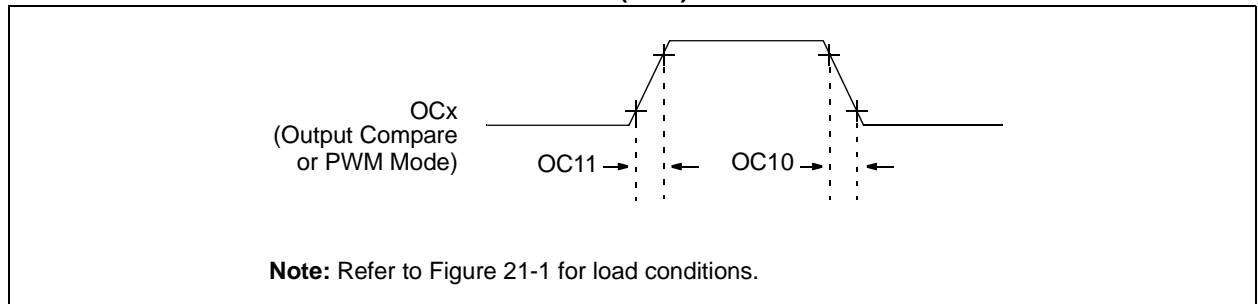 OCx
(Output Compare
or PWM Mode)
OC11
OC10
Note: Refer to Figure 21-1 for load conditions.